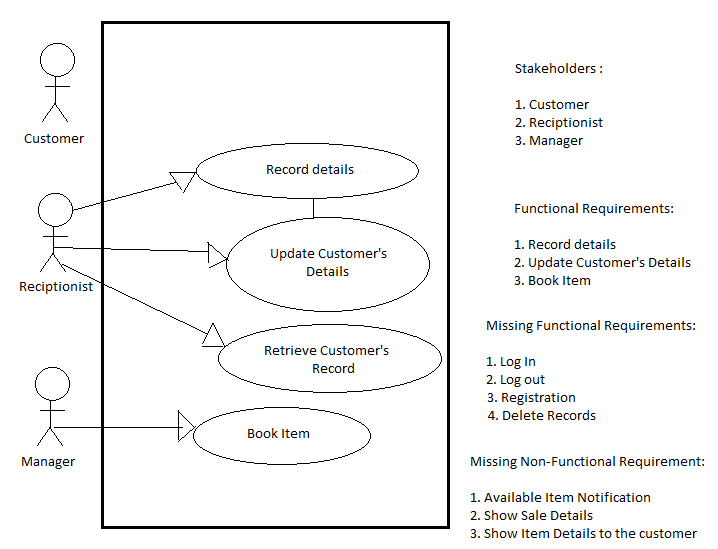 Customer
Record details
Reciptionist
Update Customer's
Details
Retrieve Customer's
Record
Manager
Book Item
Stakeholders :
1. Customer
2. Reciptionist
3. Manager
Functional Requirements:
1. Record details
2. Update Customer's Details
3. Book Item
Missing Functional Requirements:
1. Log In
2. Log out
3. Registration
4. Delete Records
Missing Non-Functional Requirement:
1. Available Item Notification
2. Show Sale Details
3. Show Item Details to the customer